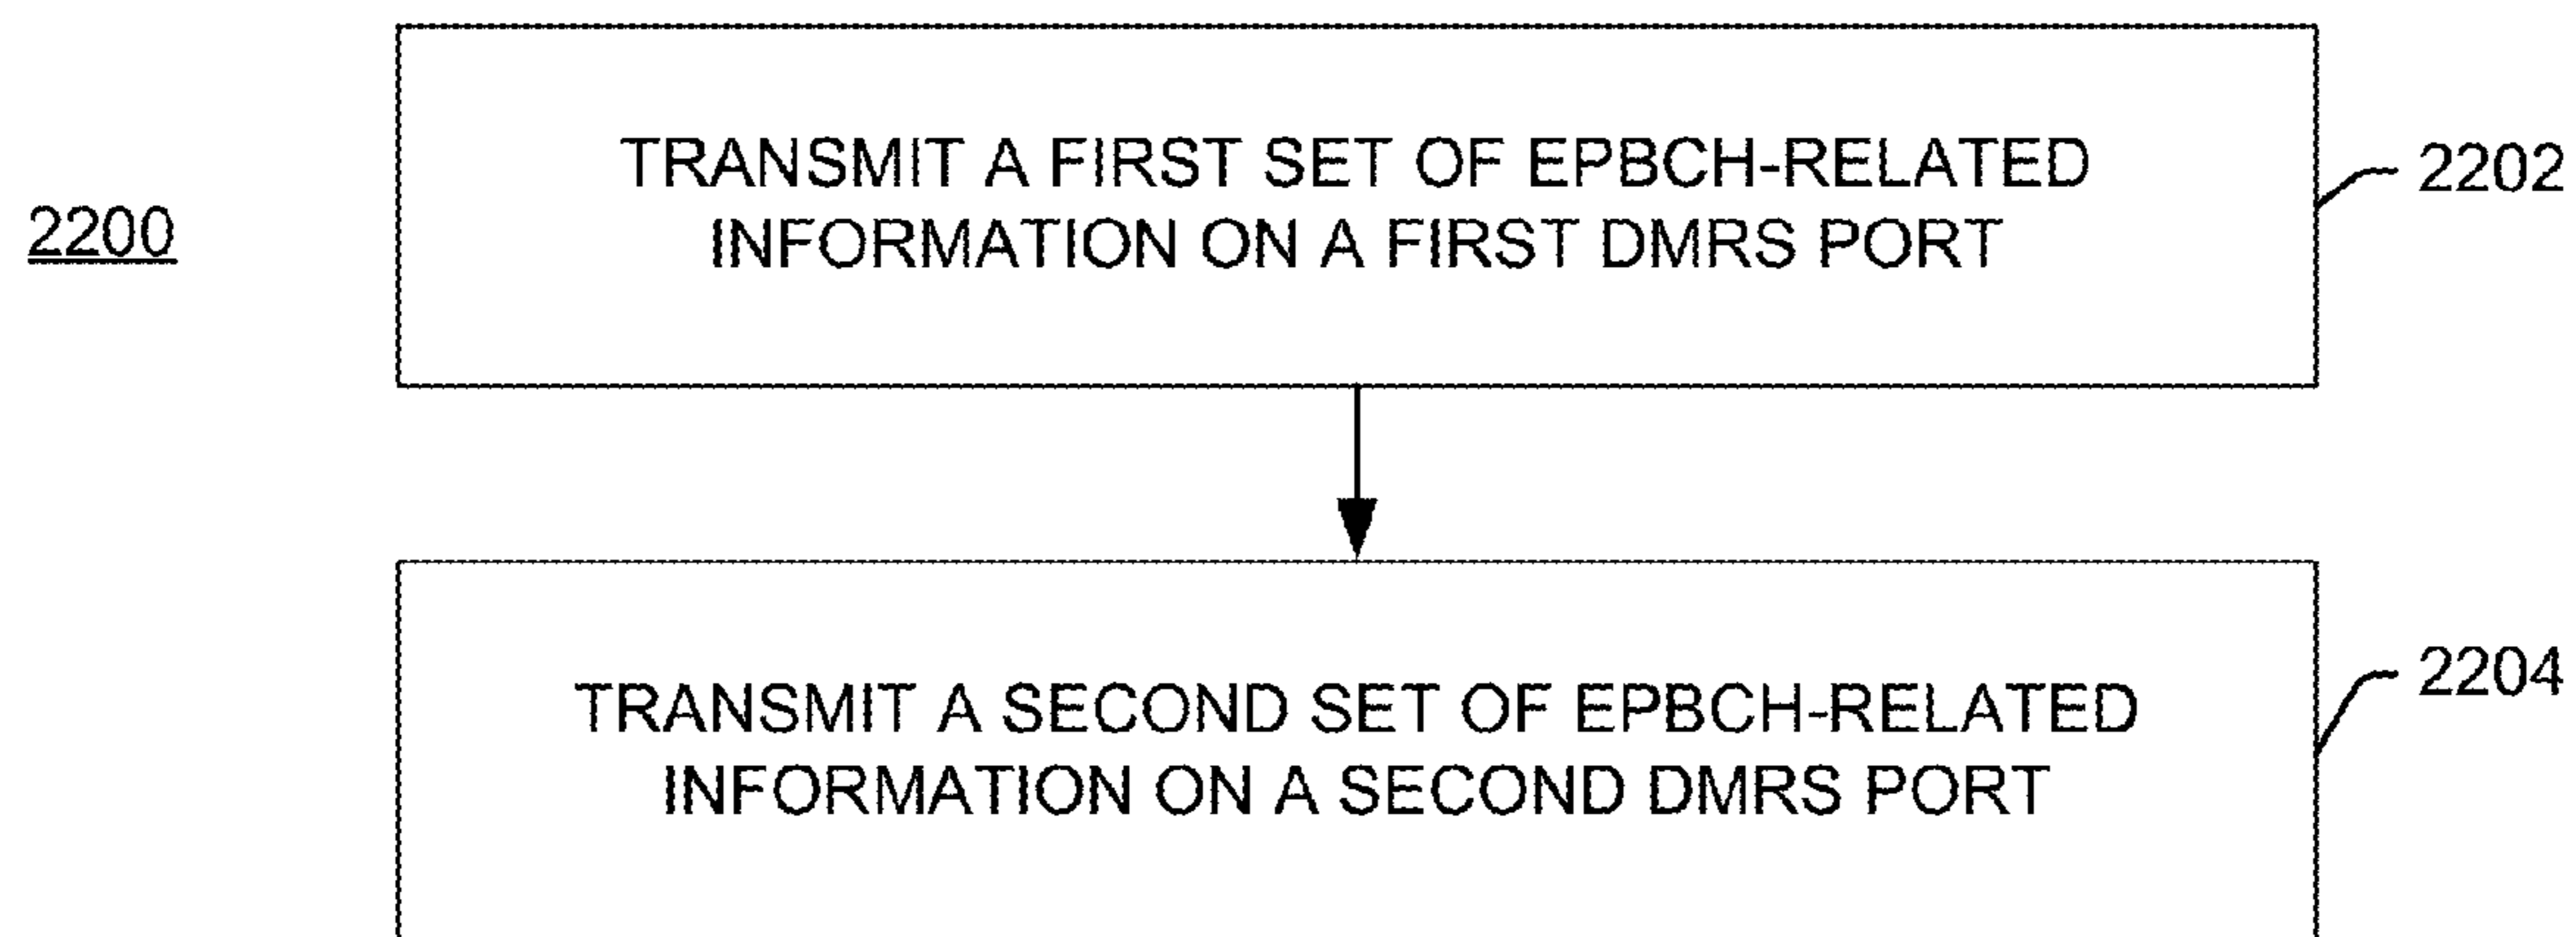 2200
TRANSMIT A FIRST SET OF EPBCH-RELATED
INFORMATION ON A FIRST DMRS PORT
2202
TRANSMIT A SECOND SET OF EPBCH-RELATED
INFORMATION ON A SECOND DMRS PORT
2204